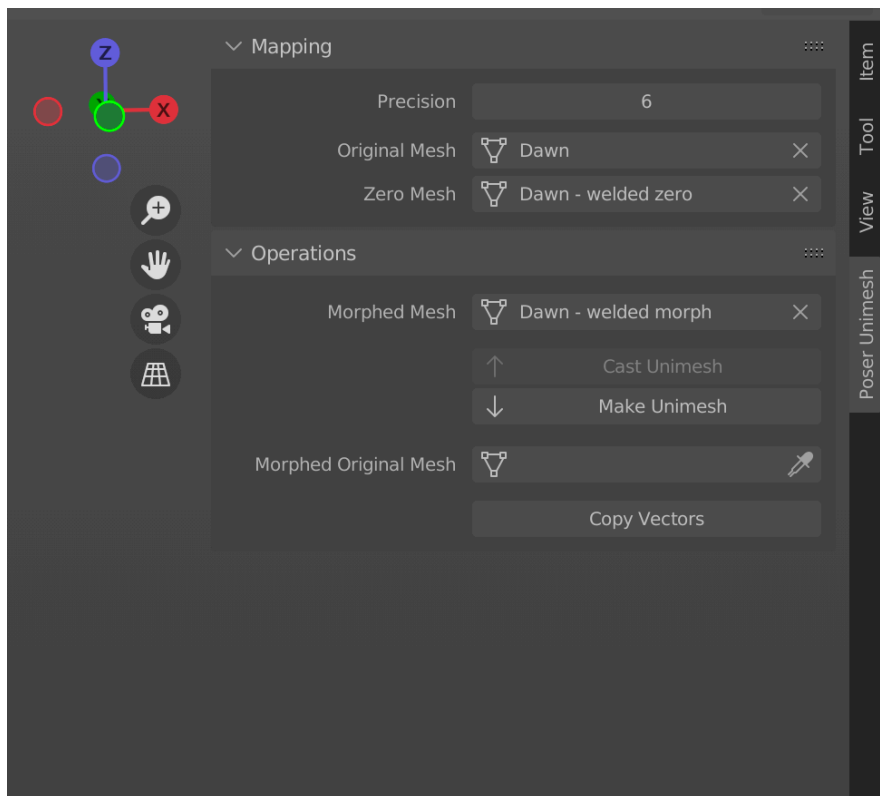 Z
X
Mapping
Precision 6
Original Mesh Dawn
Zero Mesh Dawn - welded zero
Operations
Morphed Mesh Dawn - welded morph
Cast Unimesh
Make Unimesh
Morphed Original Mesh
Copy Vectors
Item
Tool
View
Poser Unimesh